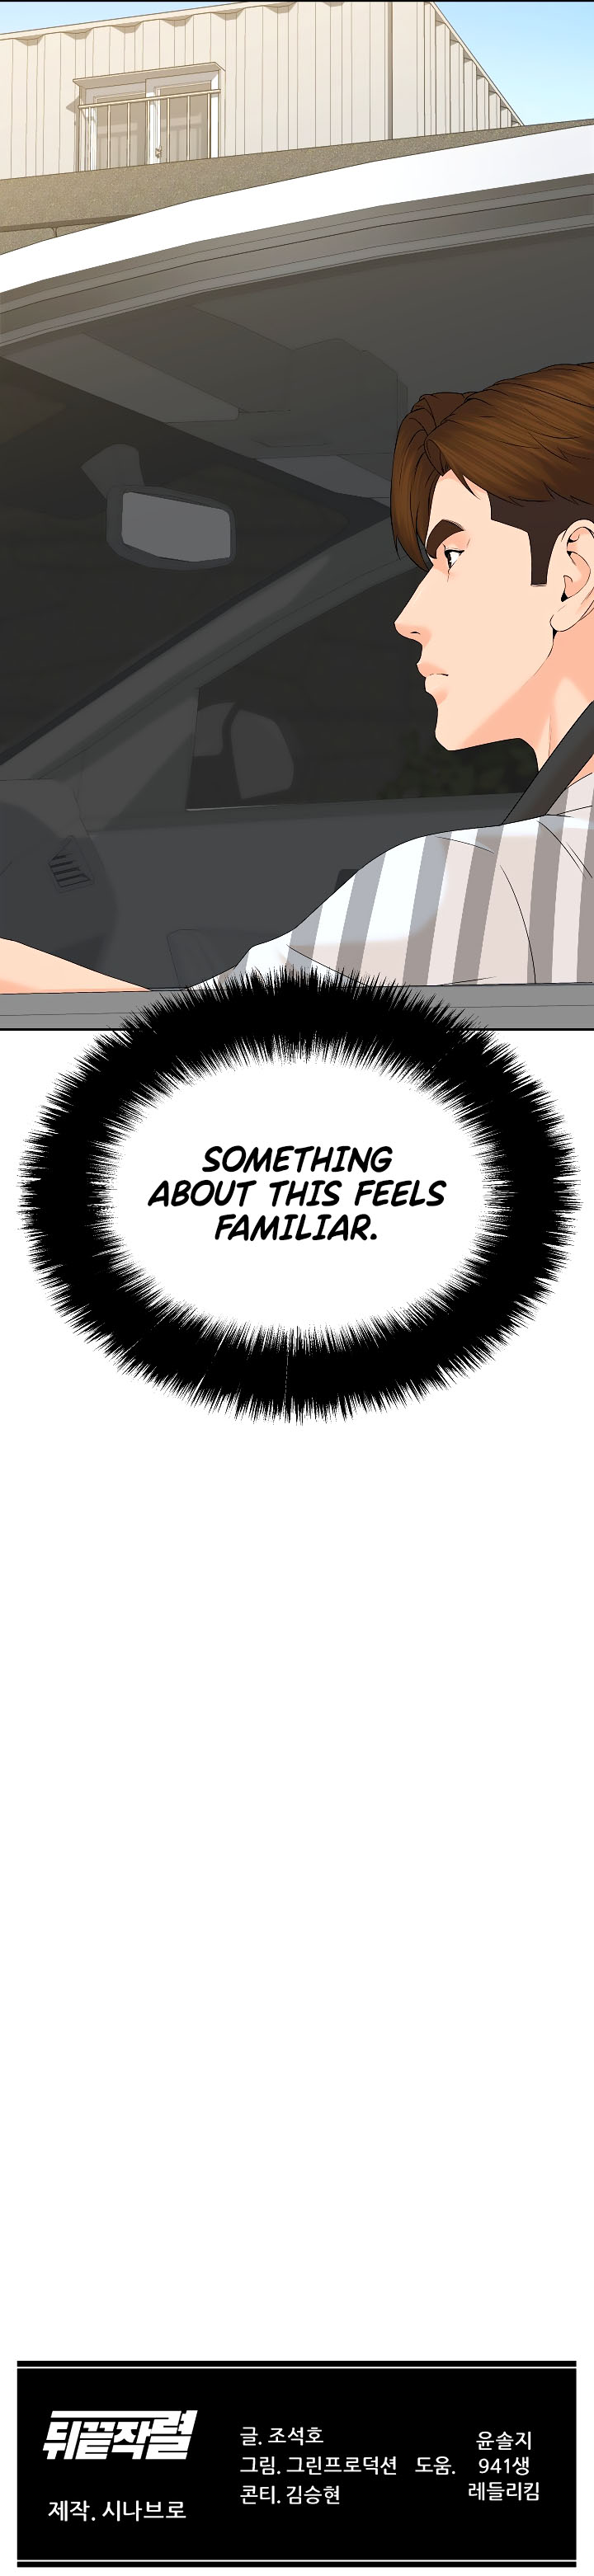 SOMETHING
ABOUT THIS FEELS
FAMILIAR.
뒤끝작렬
제작. 시나브로
글. 조석호
그림. 그린프로덕션
콘티. 김승현
도움.
윤솔지
941생
레들리킴